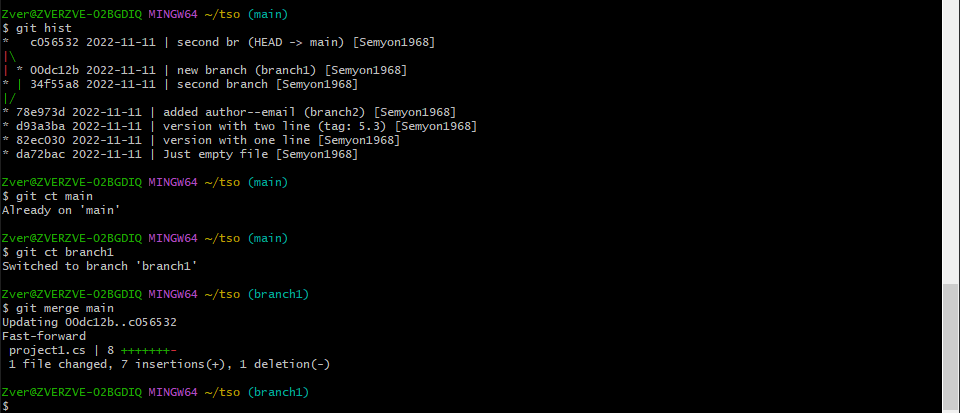 Zver@ZVERZVE-O2BGDIQ MINGW64 ~/tso (main)
$ git hist
*   c056532 2022-11-11 | second br (HEAD -> main) [Semyon1968]
|\
| * 00dc12b 2022-11-11 | new branch (branch1) [Semyon1968]
* | 34f55a8 2022-11-11 | second branch [Semyon1968]
|/
* 78e973d 2022-11-11 | added author--email (branch2) [Semyon1968]
* d93a3ba 2022-11-11 | version with two line (tag: 5.3) [Semyon1968]
* 82ec030 2022-11-11 | version with one line [Semyon1968]
* da72bac 2022-11-11 | Just empty file [Semyon1968]
Zver@ZVERZVE-O2BGDIQ MINGW64 ~/tso (main)
$ git ct main
Already on 'main'
Zver@ZVERZVE-O2BGDIQ MINGW64 ~/tso (main)
$ git ct branch1
Switched to branch 'branch1'
Zver@ZVERZVE-O2BGDIQ MINGW64 ~/tso (branch1)
$ git merge main
Updating 00dc12b..c056532
Fast-forward
 project1.cs | 8 +++++++-
 1 file changed, 7 insertions(+), 1 deletion(-)
Zver@ZVERZVE-O2BGDIQ MINGW64 ~/tso (branch1)
$